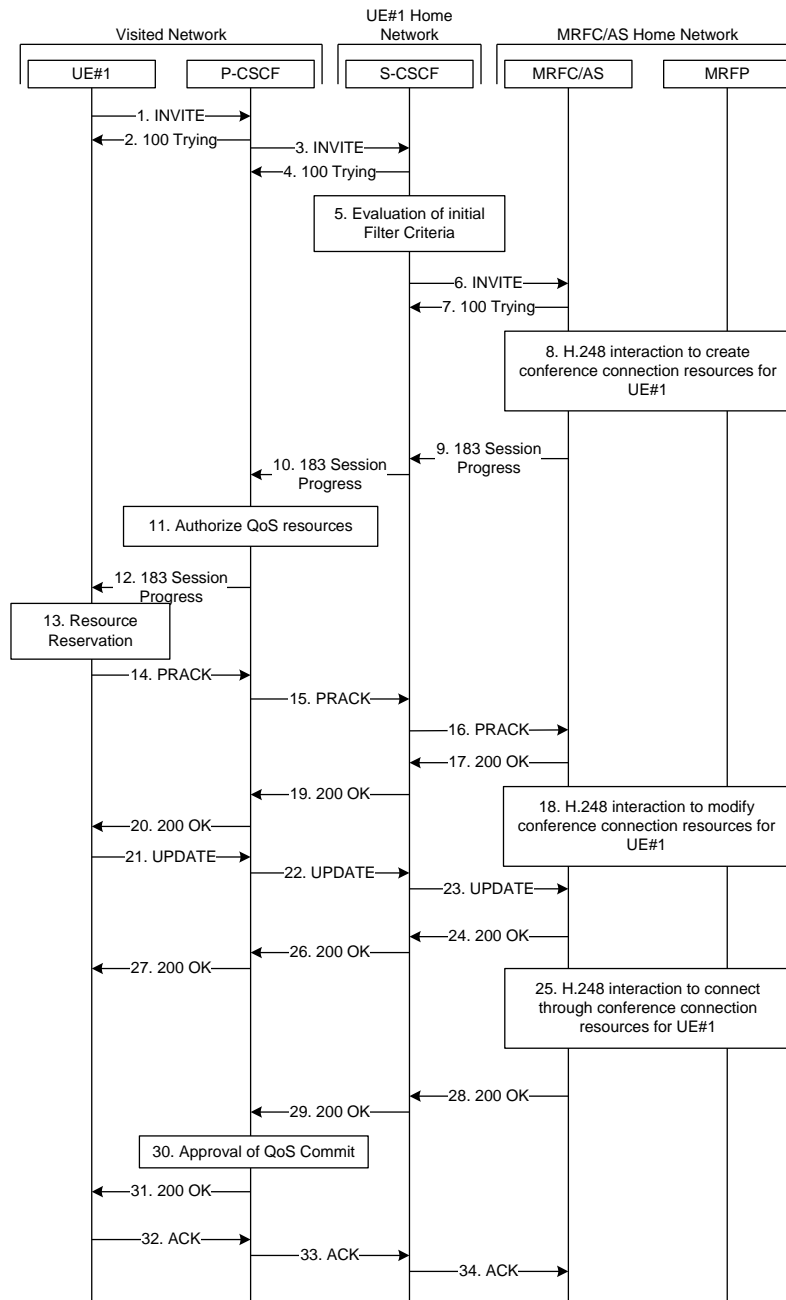 UE#1 Home
Network
Visited Network
MRFC/AS Home Network
UE#1
P-CSCF
S-CSCF
MRFC/AS
MRFP
1. INVITE
2. 100 Trying
3. INVITE
4. 100 Trying
5. Evaluation of initial
Filter Criteria
6. INVITE
7. 100 Trying
8. H.248 interaction to create
conference connection resources for
UE#1
9. 183 Session
Progress
10. 183 Session
Progress
11. Authorize QoS resources
12. 183 Session
Progress
13. Resource
Reservation
14. PRACK
15. PRACK
16. PRACK
17. 200 OK
18. H.248 interaction to modify
conference connection resources for
UE#1
19. 200 OK
20. 200 OK
21. UPDATE
22. UPDATE
23. UPDATE
24. 200 OK
25. H.248 interaction to connect
through conference connection
resources for UE#1
26. 200 OK
27. 200 OK
28. 200 OK
29. 200 OK
30. Approval of QoS Commit
31. 200 OK
32. ACK
33. ACK
34. ACK